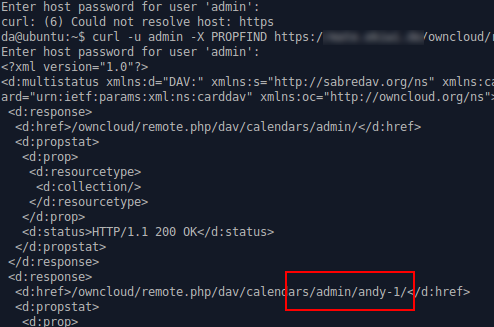 Enter host password for user 'admin':
curl: (6) Could not resolve host: https
da@ubuntu:~$ curl -u admin -X PROPFIND https:/ /owncloud/r
Enter host password for user 'admin':
<?xml version="1.0"?>
<d:multistatus xmlns:d="DAV:" xmlns:s="http://sabredav.org/ns" xmlns:ca
ard="urn:ietf:params:xml:ns:carddav" xmlns:oc="http://owncloud.org/ns">
<d:response>
<d:href>/owncloud/remote.php/dav/calendars/admin/</d:href>
<d:propstat>
<d:prop>
<d:resourcetype>
<d:collection/>
</d:resourcetype>
</d:prop>
<d:status>HTTP/1.1 200 OK</d:status>
</d:propstat>
</d:response>
<d:response>
<d:href>/owncloud/remote.php/dav/calendars/admin/andy-1/</d:href>
<d:propstat>
<d:prop>